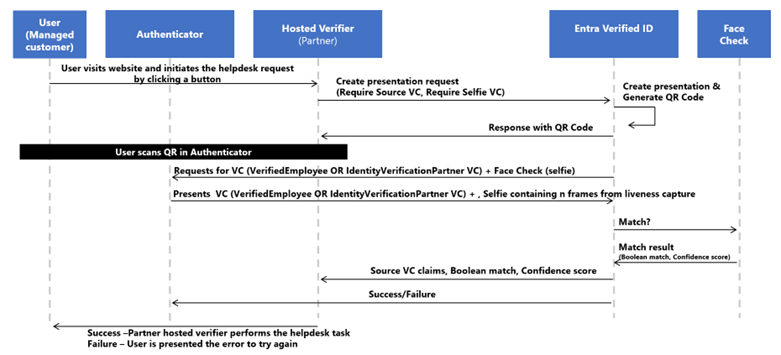 User
(Managed
customer)
Authenticator
Hosted Verifier
(Partner)
Entra Verified ID
Face
Check
User visits website and initiates the helpdesk request
by clicking a button
Create presentation request
(Require Source VC, Require Selfie VC)
Create presentation &
Generate QR Code
Response with QR Code
User scans QR in Authenticator
Requests for VC (VerifiedEmployee OR IdentityVerificationPartner VC) + Face Check (selfie)
Presents VC (VerifiedEmployee OR IdentityVerificationPartner VC) + , Selfie containing n frames from liveness capture
Match?
Match result
(Boolean match, Confidence score)
Source VC claims, Boolean match, Confidence score
Success/Failure
Success –Partner hosted verifier performs the helpdesk task
Failure – User is presented the error to try again